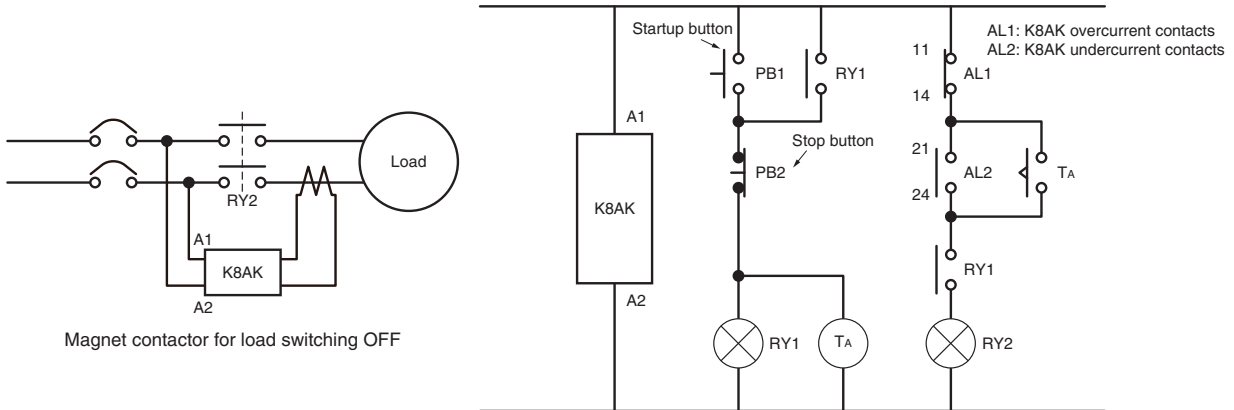 Load
RY2
A1
K8AK
A2
Magnet contactor for load switching OFF
A1
K8AK
A2
Startup button
PB1
RY1
Stop button
PB2
RY1
TA
11
AL1
14
21
AL2
TA
24
RY1
RY2
AL1: K8AK overcurrent contacts
AL2: K8AK undercurrent contacts